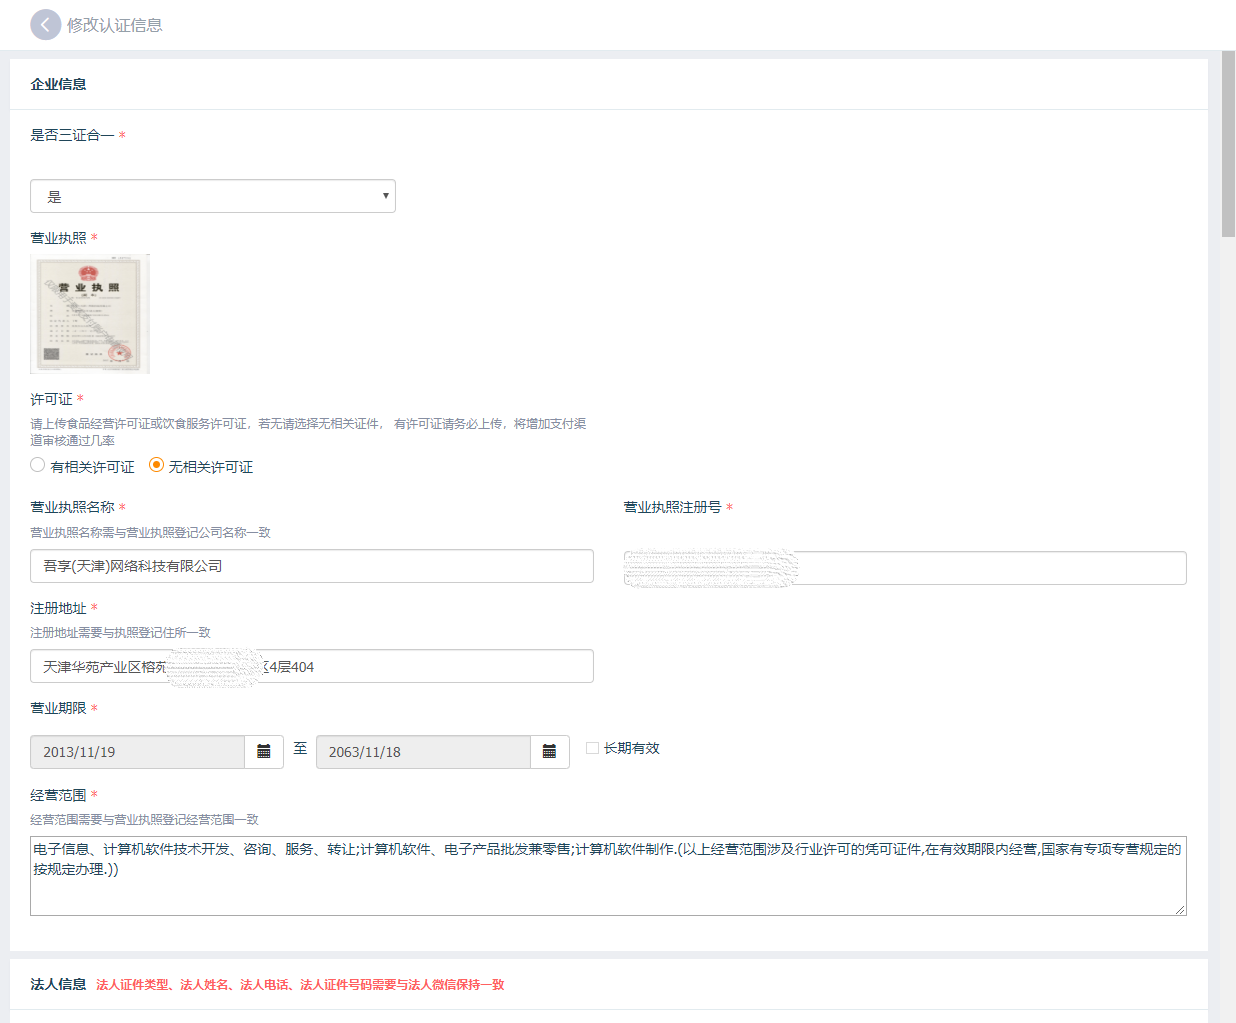 修改认证信息
企业信息
是否三证合一 *
是
营业执照 *
营业执照
许可证 *
请上传食品经营许可证或饮食服务许可证，若无请选择无相关证件， 有许可证请务必上传，将增加支付渠
道审核通过几率
有相关许可证 无相关许可证
营业执照名称 * 营业执照注册号 *
营业执照名称需与营业执照登记公司名称一致
吾享(天津)网络科技有限公司
注册地址 *
注册地址需要与执照登记住所一致
天津华苑产业区榕苑 区4层404
营业期限 *
2013/11/19 至 2063/11/18 长期有效
经营范围 *
经营范围需要与营业执照登记经营范围一致
电子信息、计算机软件技术开发、咨询、服务、转让;计算机软件、电子产品批发兼零售;计算机软件制作.(以上经营范围涉及行业许可的凭可证件,在有效期限内经营,国家有专项专营规定的
按规定办理.))
法人信息 法人证件类型、法人姓名、法人电话、法人证件号码需要与法人微信保持一致